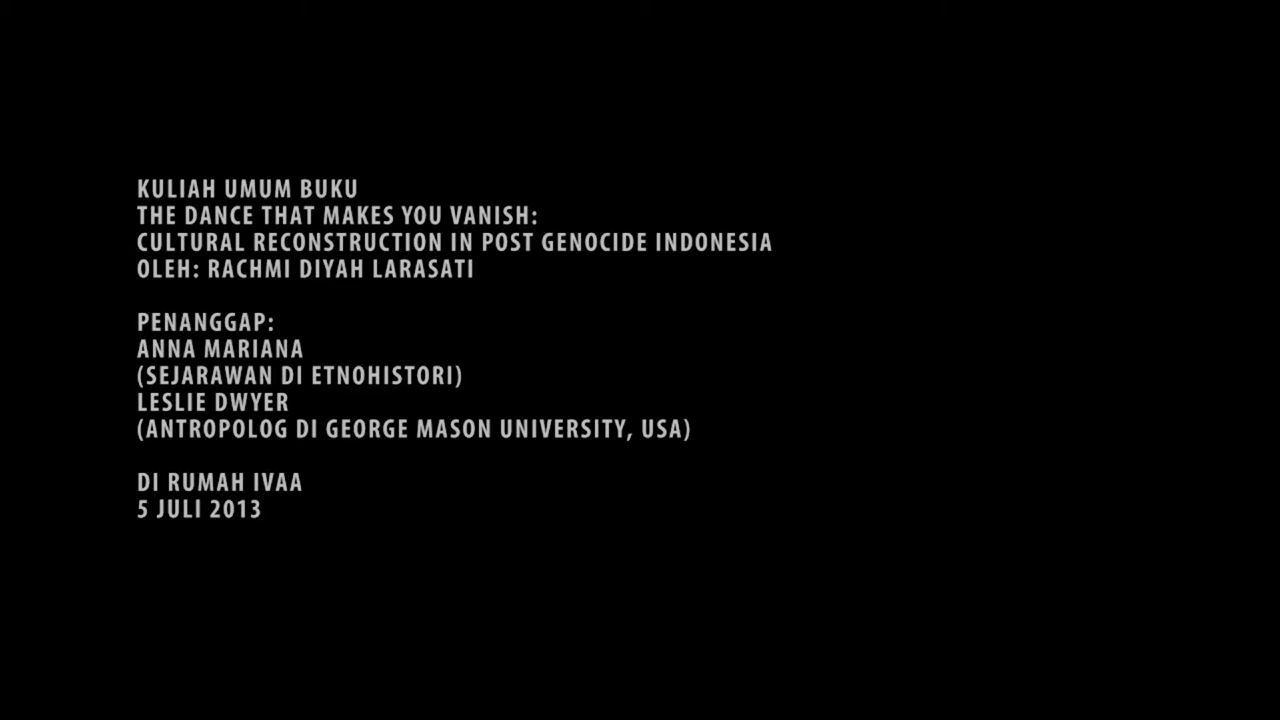 KULIAH UMUM BUKU
THE DANCE THAT MAKES YOU VANISH:
CULTURAL RECONSTRUCTION IN POST GENOCIDE INDONESIA
OLEH: RACHMI DIYAH LARASATI
PENANGGAP:
ANNA MARIANA
(SEJARAWAN DI ETNOHISTORI)
LESLIE DWYER
(ANTROPOLOG DI GEORGE MASON UNIVERSITY, USA)
DI RUMAH IVAA
5 JULI 2013